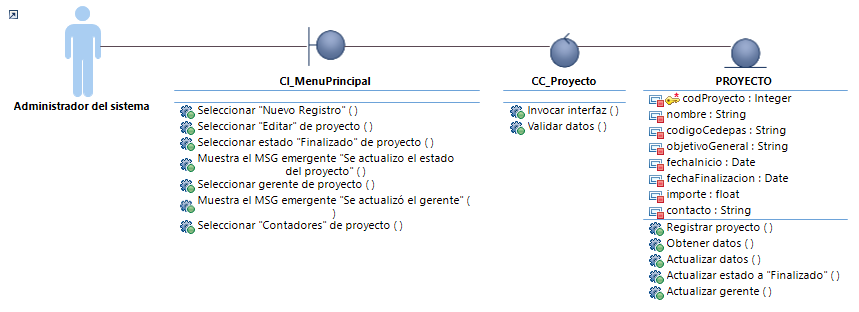 Administrador del sistema
CI_MenuPrincipal
Seleccionar "Nuevo Registro" ( )
Seleccionar "Editar" de proyecto ( )
Seleccionar estado "Finalizado" de proyecto ( )
Muestra el MSG emergente "Se actualizo el estado
del proyecto" ( )
Seleccionar gerente de proyecto ( )
Muestra el MSG emergente "Se actualizó el gerente" (
)
Seleccionar "Contadores" de proyecto ( )
CC_Proyecto
Invocar interfaz ( )
Validar datos ( )
PROYECTO
codProyecto : Integer
nombre : String
codigoCedepas : String
objetivoGeneral : String
fechaInicio : Date
fechaFinalizacion : Date
importe : float
contacto : String
Registrar proyecto ( )
Obtener datos ( )
Actualizar datos ( )
Actualizar estado a "Finalizado" ( )
Actualizar gerente ( )